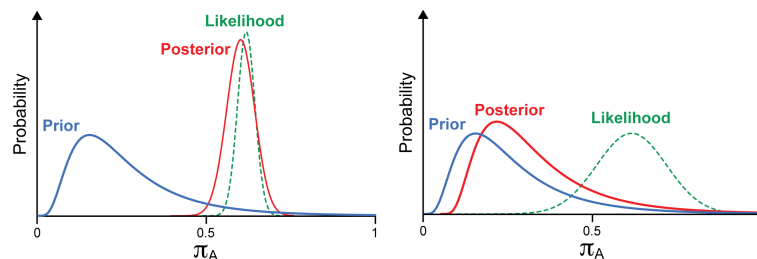 Likelihood
Posterior
Prior
Probability
0
0.5
1
πA
Posterior
Prior
Likelihood
Probability
0
0.5
πA